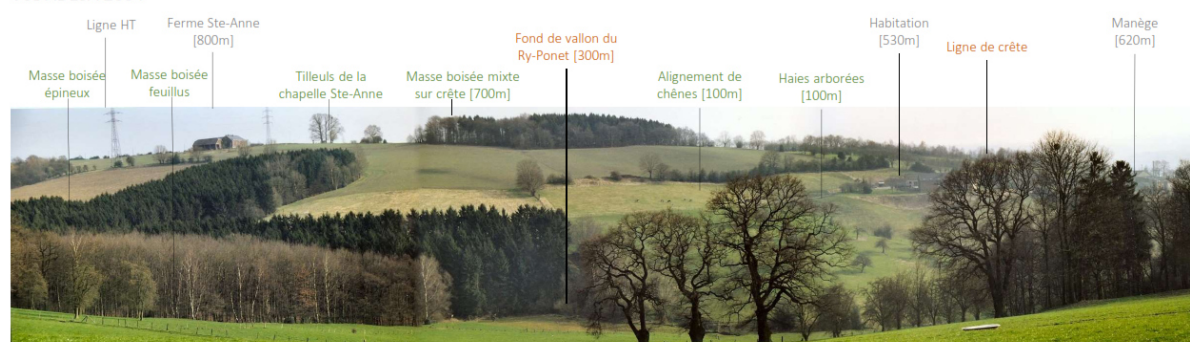 Ligne HT
Ferme Ste-Anne
[800m]
Fond de vallon du
Ry-Ponet [300m]
Habitation
[530m]
Ligne de crête
Manège
[620m]
Masse boisée
épineux
Masse boisée
feuillus
Tilleuls de la
chapelle Ste-Anne
Masse boisée mixte
sur crête [700m]
Alignement de
chênes [100m]
Haies arborées
[100m]